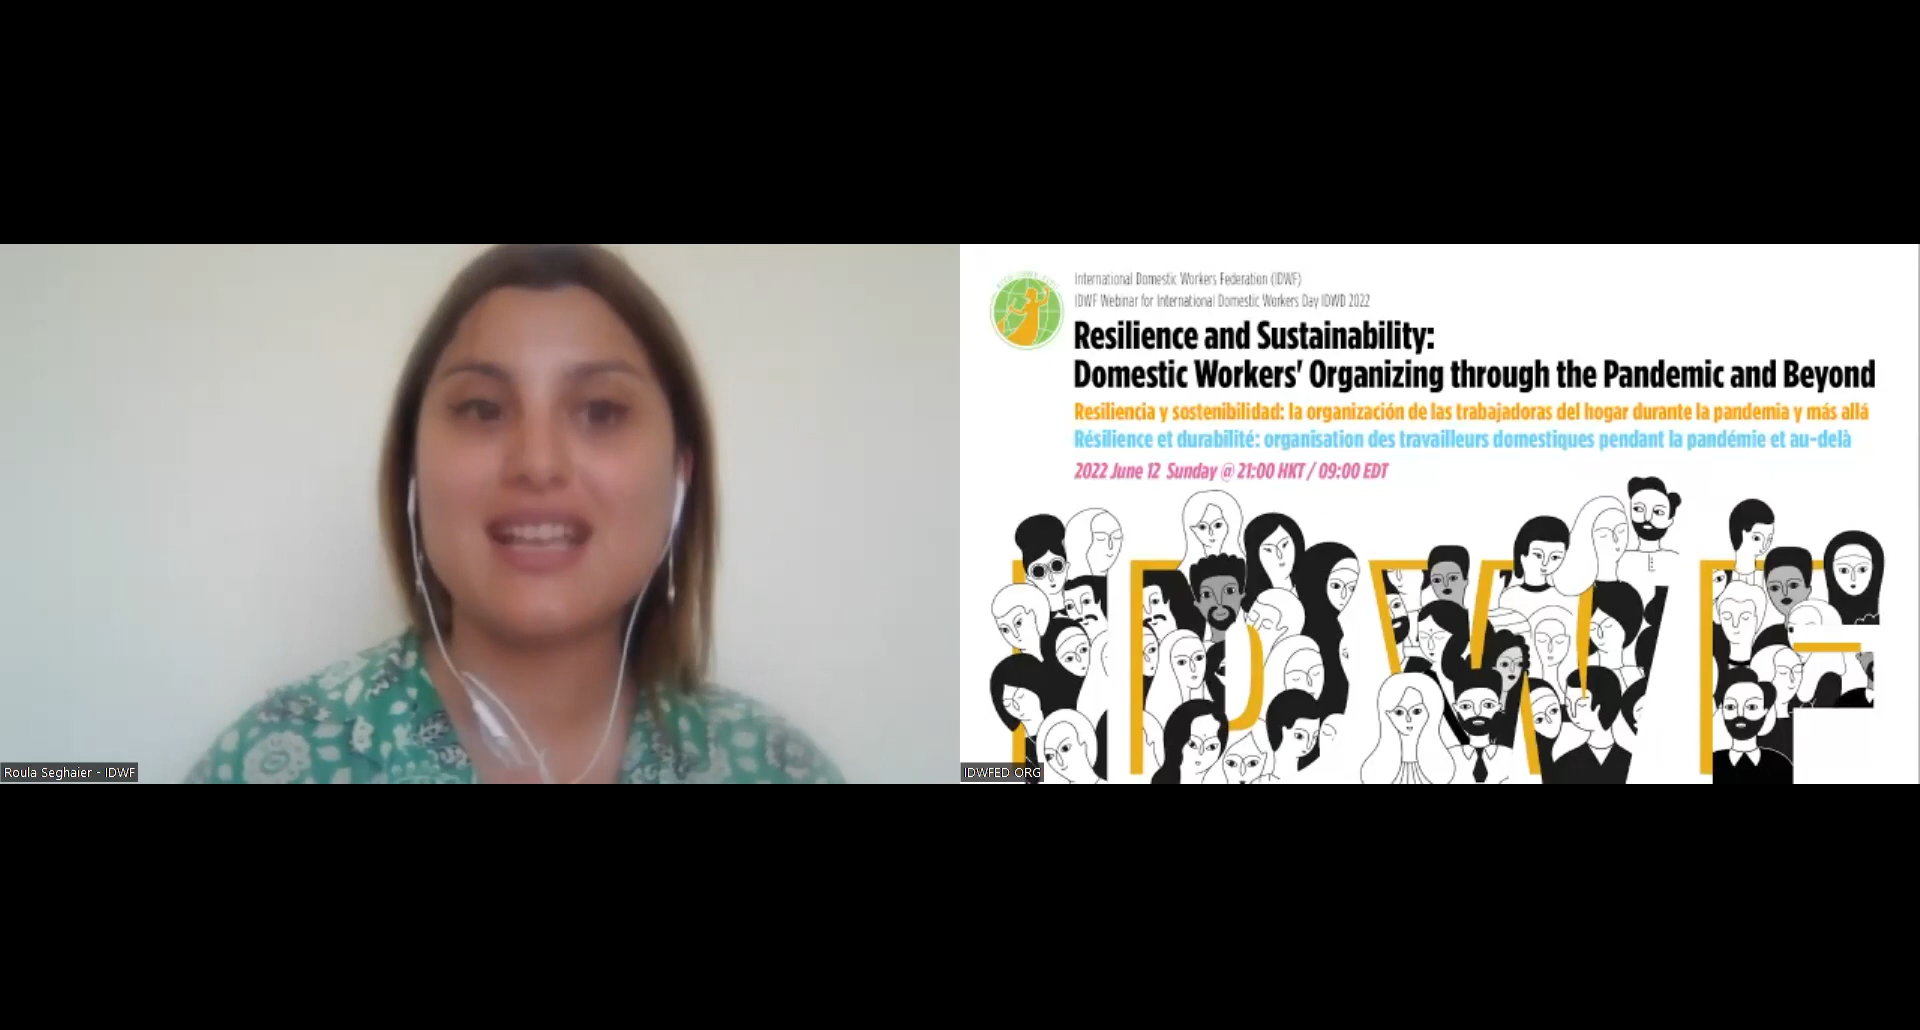 International Domestic Workers Federation (IDWF)
IDWF Webinar for International Domestic Workers Day IDWD 2022
Resilience and Sustainability:
Domestic Workers' Organizing through the Pandemic and Beyond
Resiliencia y sostenibilidad: la organización de las trabajadoras del hogar durante la pandemia y más allá
Résilience et durabilité: organisation des travailleurs domestiques pendant la pandémie et au-delà
2022 June 12 Sunday @ 21:00 HKT / 09:00 EDT
IDWF
Roula Seghaier - IDWF
IDWFED ORG